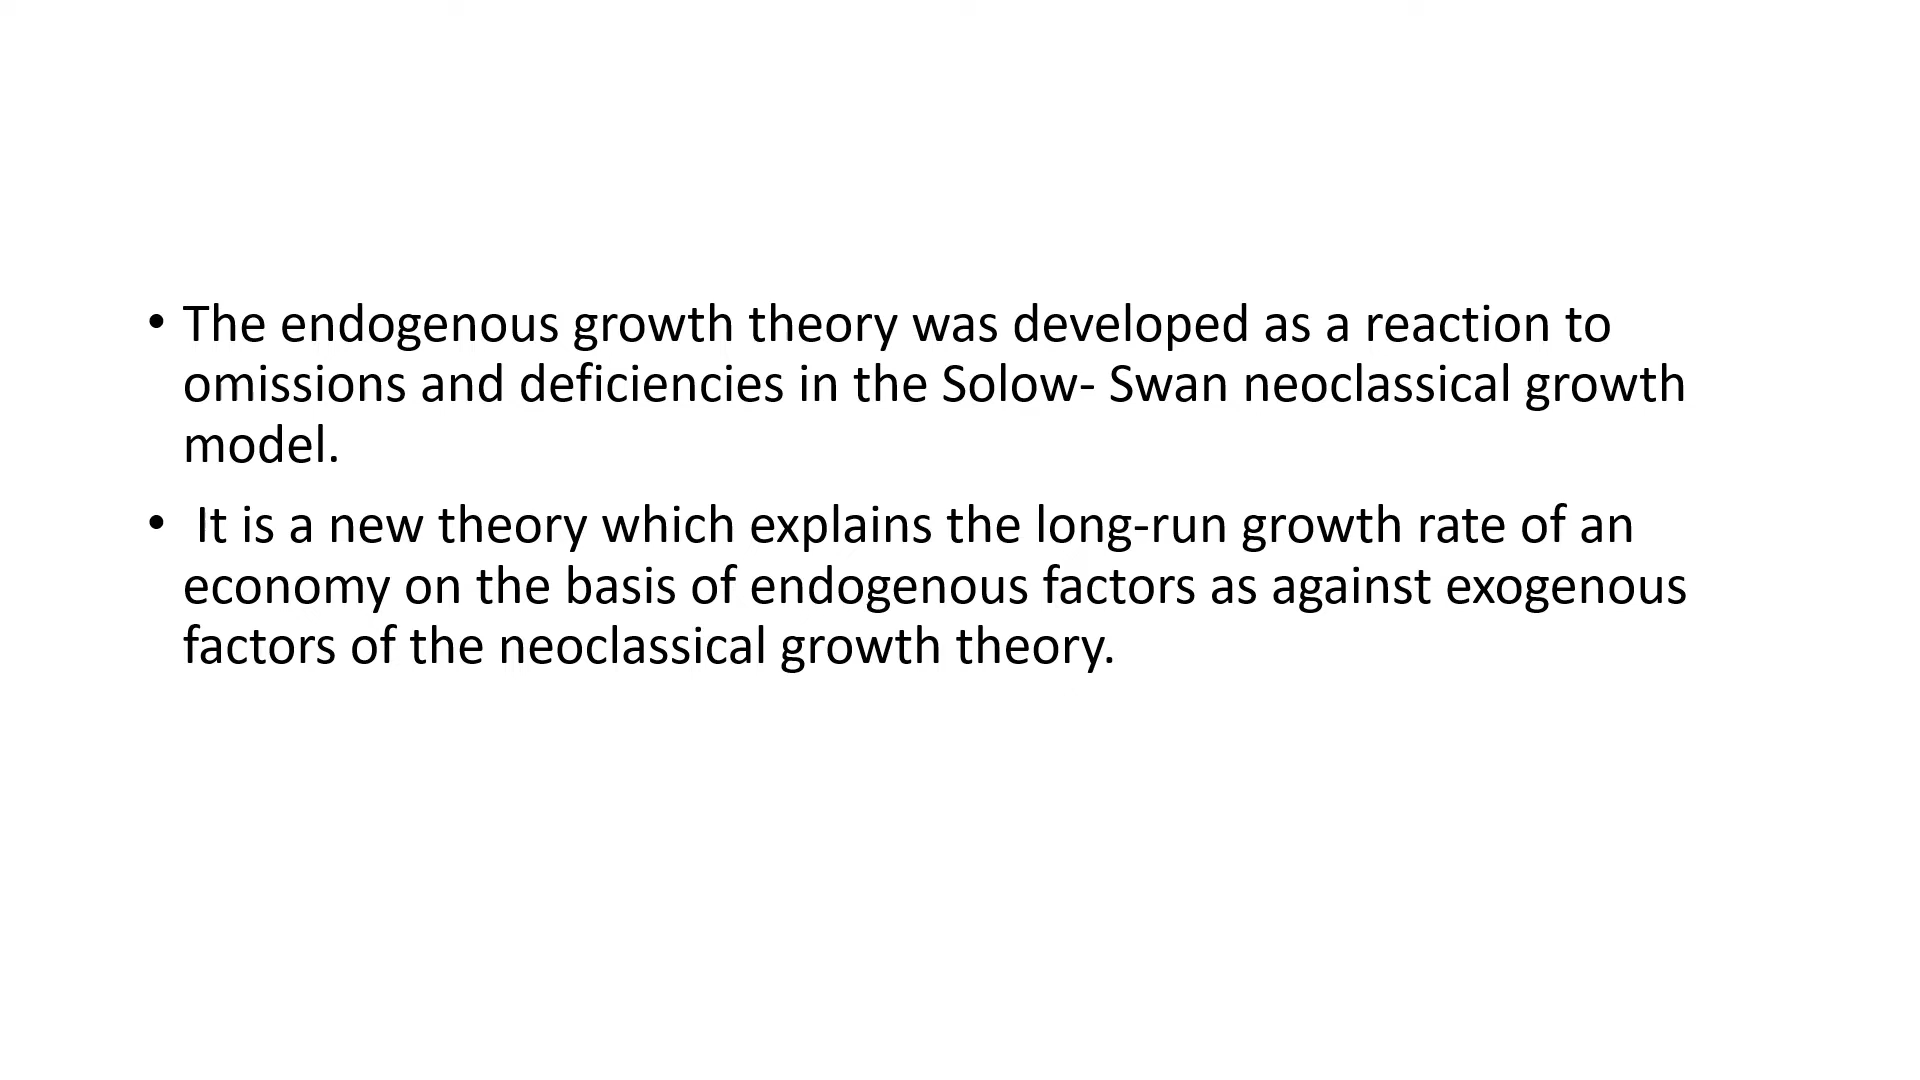 • The endogenous growth theory was developed as a reaction to
omissions and deficiencies in the Solow- Swan neoclassical growth
model.
• It is a new theory which explains the long-run growth rate of an
economy on the basis of endogenous factors as against exogenous
factors of the neoclassical growth theory.